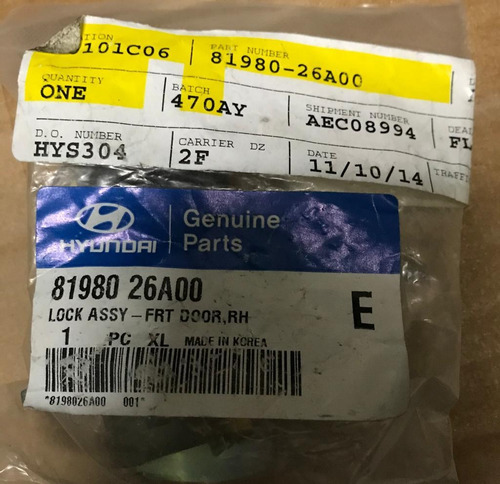 101C06
PART NUMBER
81980-26A00
QUANTITY
ONE
BATCH
470AY
SHIPMENT NUMBER
AEC08994
D.O. NUMBER
HYS304
CARRIER DZ
2F
DATE
11/10/14
HYUNDAI
Genuine
Parts
81980 26A00
LOCK ASSY-FRT DOOR,RH
E
1 PC XL MADE IN KOREA
*8198026A00 001*